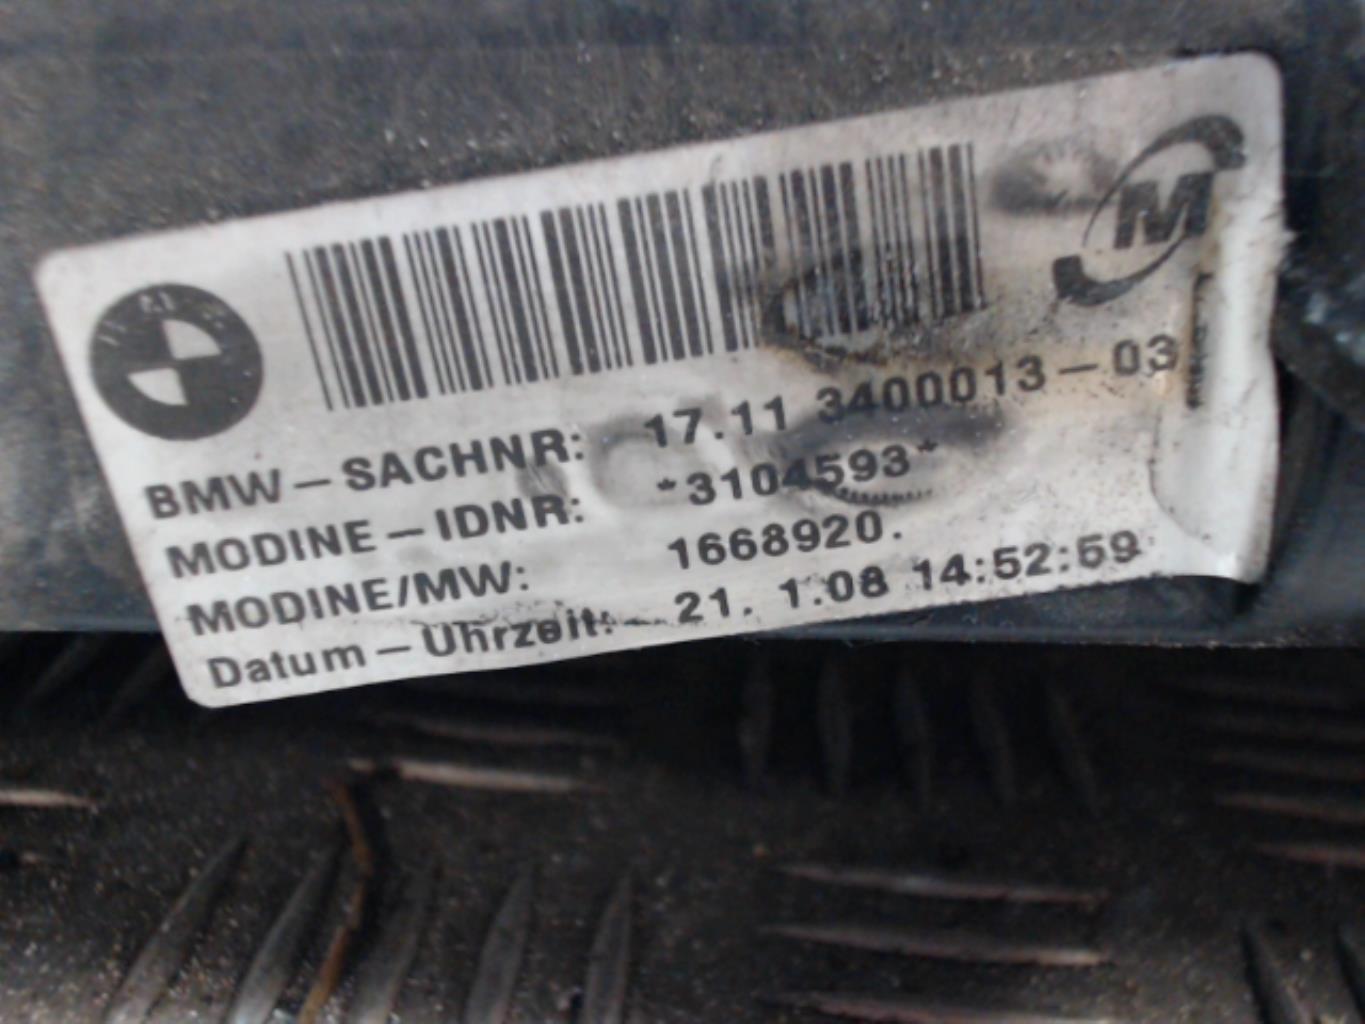 M
BMW-SACHNR: 17.11 3400013-03
MODINE-IDNR: *3104593*
MODINE/MW: 1668920.
Datum-Uhrzeit: 21. 1.08 14:52:59